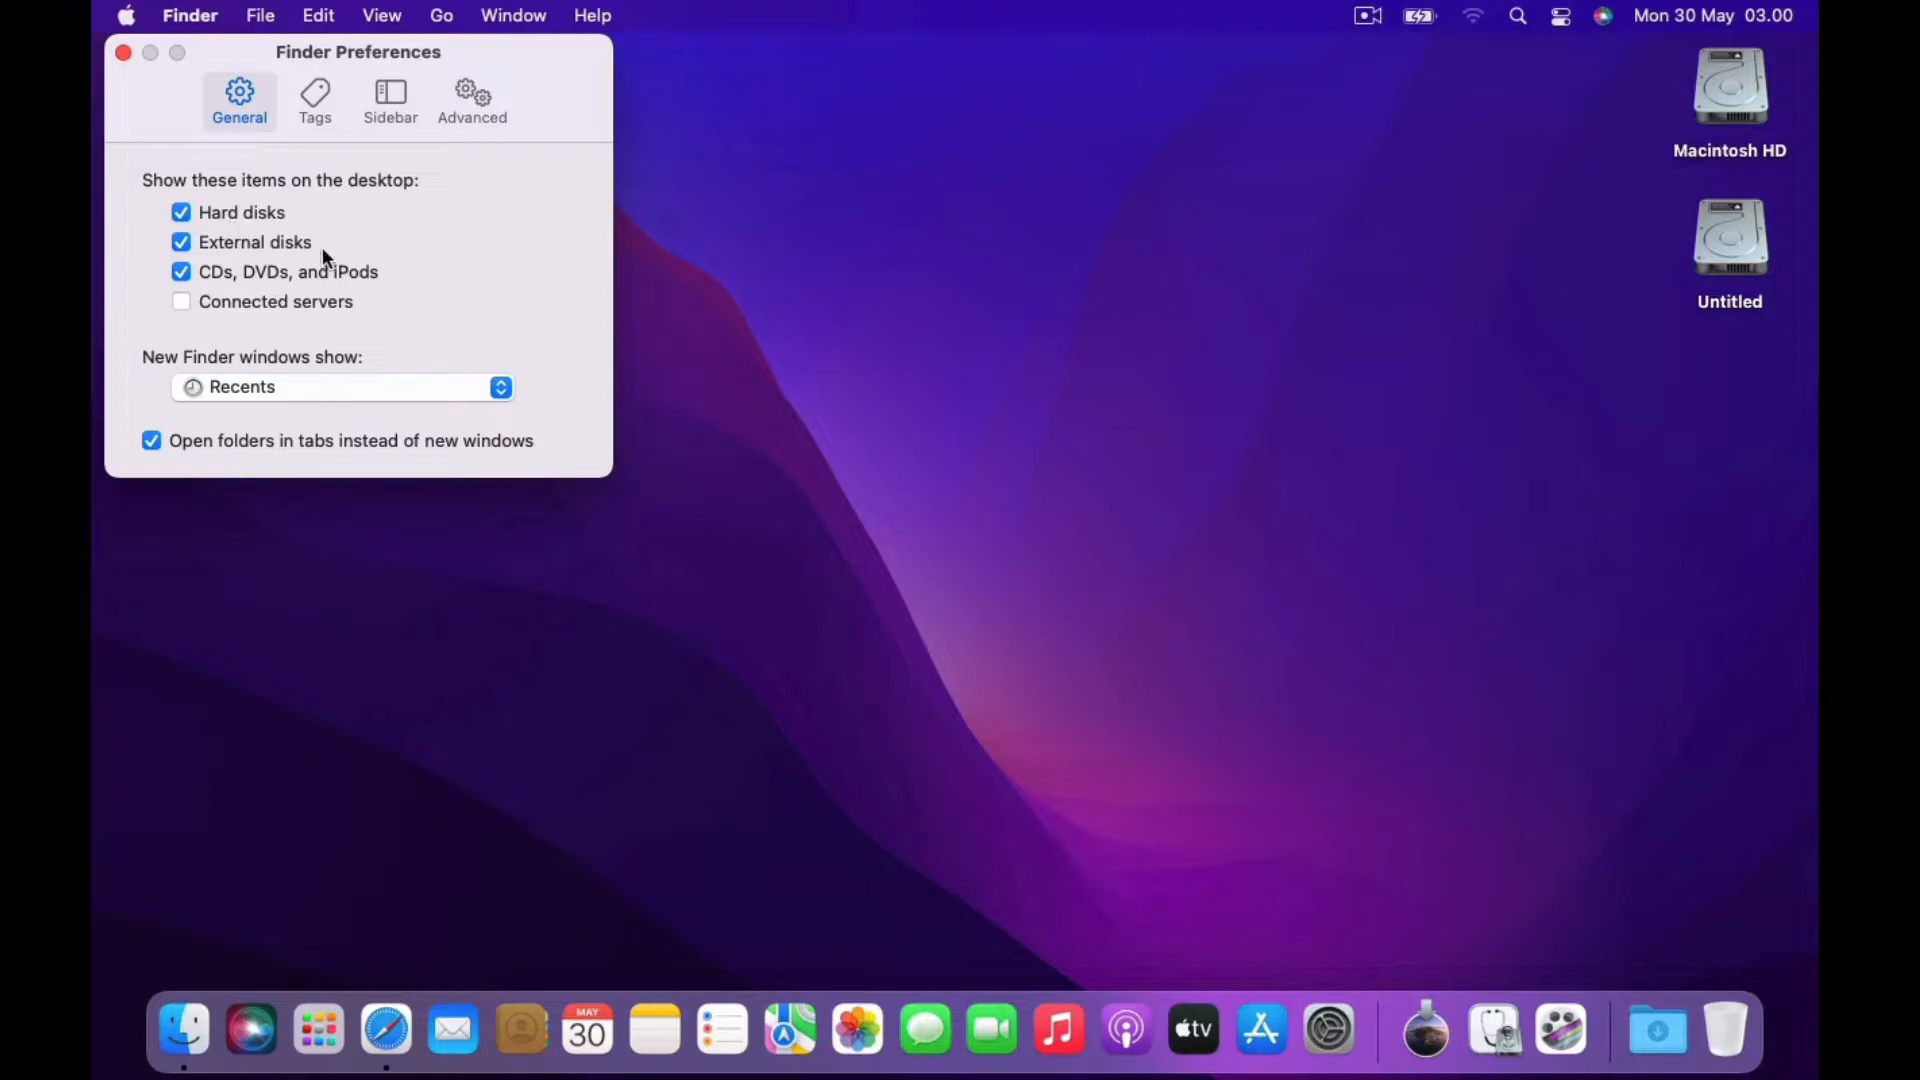 Finder File Edit View Go Window Help
Mon 30 May 03.00
Finder Preferences
General Tags Sidebar Advanced
Show these items on the desktop:
Hard disks
External disks
CDs, DVDs, and iPods
Connected servers
New Finder windows show:
Recents
Open folders in tabs instead of new windows
Macintosh HD
Untitled
MAY
30
tv